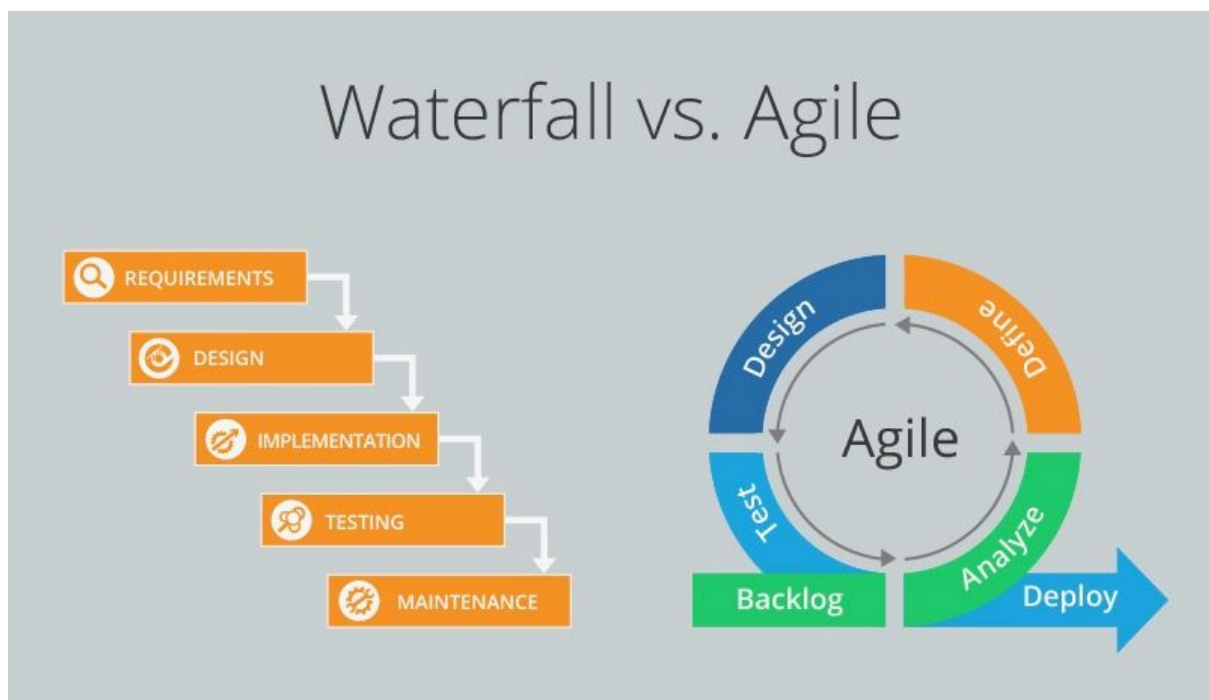 Waterfall vs. Agile
REQUIREMENTS
DESIGN
IMPLEMENTATION
TESTING
MAINTENANCE
Design
Define
Agile
Test
Analyze
Backlog
Deploy